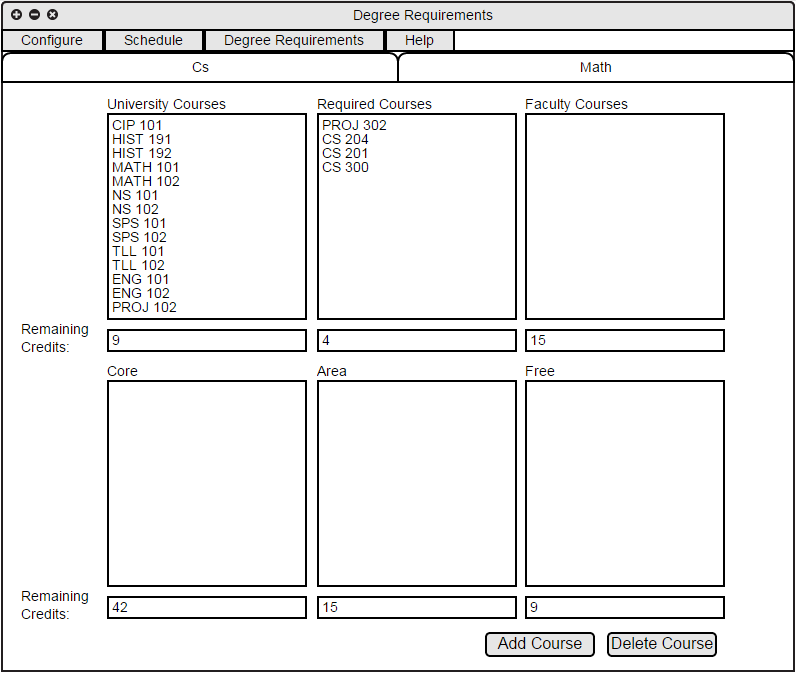 Degree Requirements
Configure Schedule Degree Requirements Help
Cs Math
University Courses Required Courses Faculty Courses
CIP 101
HIST 191
HIST 192
MATH 101
MATH 102
NS 101
NS 102
SPS 101
SPS 102
TLL 101
TLL 102
ENG 101
ENG 102
PROJ 102
PROJ 302
CS 204
CS 201
CS 300
Remaining
Credits:
9 4 15
Core Area Free
Remaining
Credits:
42 15 9
Add Course Delete Course